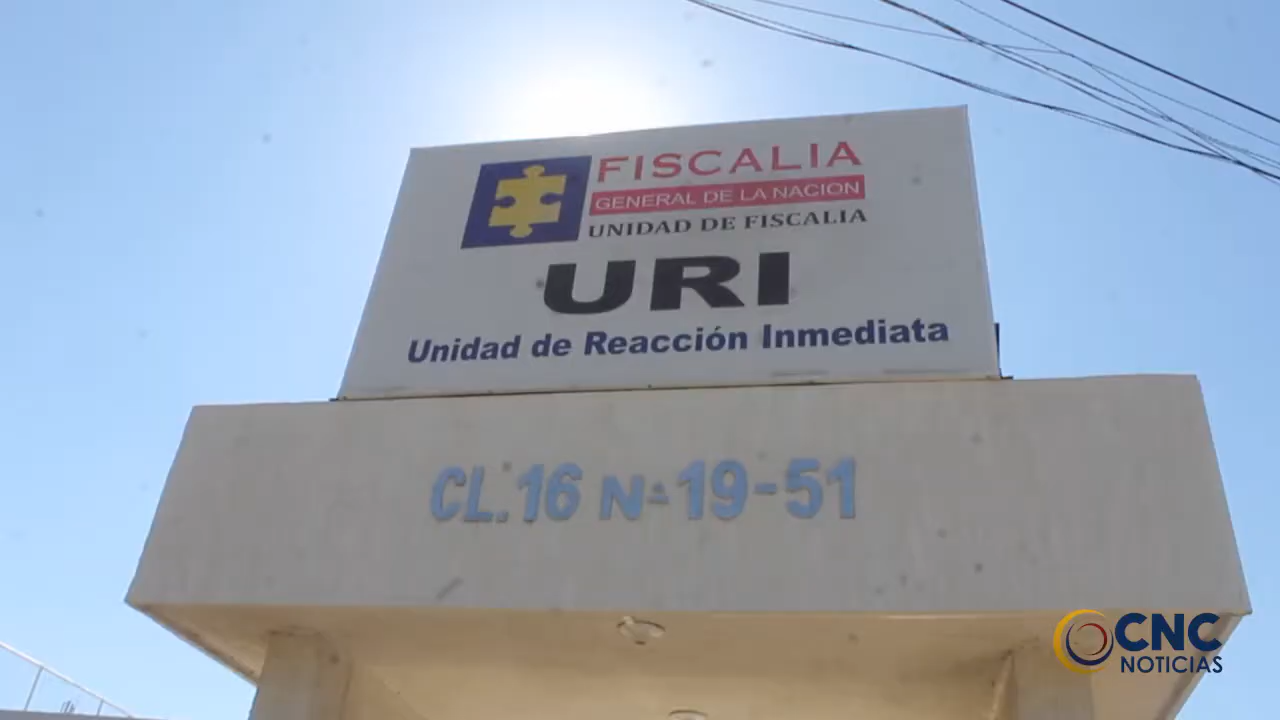 FISCALIA
GENERAL DE LA NACION
UNIDAD DE FISCALIA
URI
Unidad de Reacción Inmediata
CL. 16 Nº 19-51
CNC
NOTICIAS